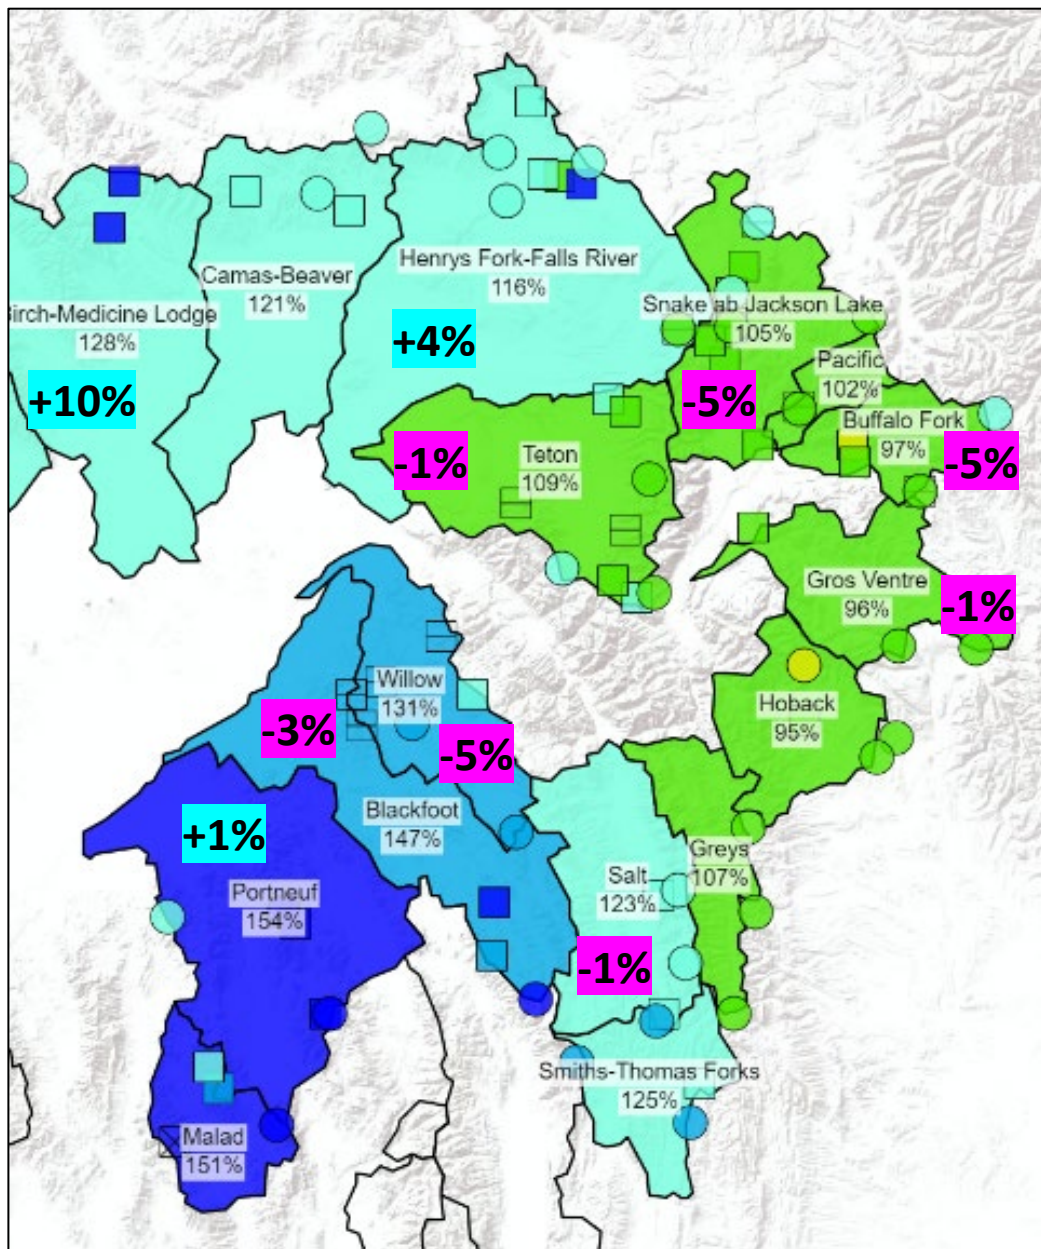 Henrys Fork-Falls River
116%
Camas-Beaver
121%
Birch-Medicine Lodge
128%
Snake ab Jackson Lake
105%
+4%
+10%
Pacific
102%
-5%
Buffalo Fork
97%
-5%
Teton
109%
-1%
Gros Ventre
96%
-1%
Willow
131%
Hoback
95%
-3%
-5%
Blackfoot
147%
+1%
Greys
107%
Salt
123%
Portneuf
154%
-1%
Smiths-Thomas Forks
125%
Malad
151%